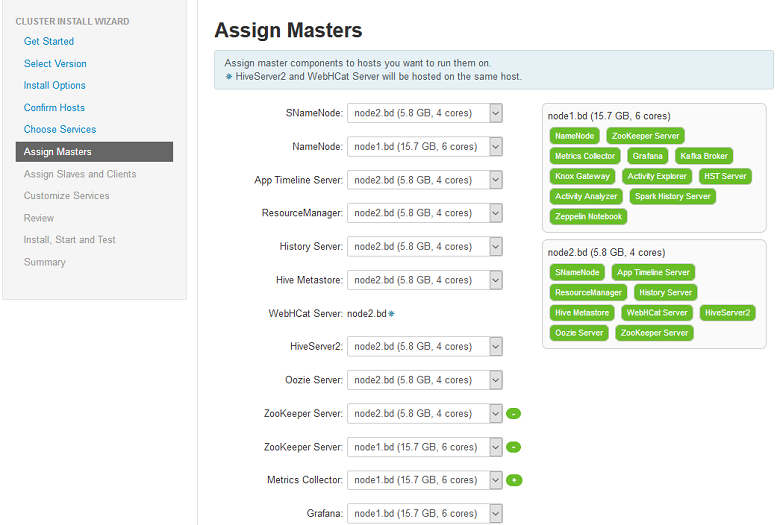 CLUSTER INSTALL WIZARD
Get Started
Select Version
Install Options
Confirm Hosts
Choose Services
Assign Masters
Assign Slaves and Clients
Customize Services
Review
Install, Start and Test
Summary
Assign Masters
Assign master components to hosts you want to run them on.
* HiveServer2 and WebHCat Server will be hosted on the same host.
SNameNode: node2.bd (5.8 GB, 4 cores)
NameNode: node1.bd (15.7 GB, 6 cores)
App Timeline Server: node2.bd (5.8 GB, 4 cores)
ResourceManager: node2.bd (5.8 GB, 4 cores)
History Server: node2.bd (5.8 GB, 4 cores)
Hive Metastore: node2.bd (5.8 GB, 4 cores)
WebHCat Server: node2.bd*
HiveServer2: node2.bd (5.8 GB, 4 cores)
Oozie Server: node2.bd (5.8 GB, 4 cores)
ZooKeeper Server: node2.bd (5.8 GB, 4 cores) -
ZooKeeper Server: node1.bd (15.7 GB, 6 cores) -
Metrics Collector: node1.bd (15.7 GB, 6 cores) +
Grafana: node1.bd (15.7 GB, 6 cores)
node1.bd (15.7 GB, 6 cores)
NameNode ZooKeeper Server
Metrics Collector Grafana Kafka Broker
Knox Gateway Activity Explorer HST Server
Activity Analyzer Spark History Server
Zeppelin Notebook
node2.bd (5.8 GB, 4 cores)
SNameNode App Timeline Server
ResourceManager History Server
Hive Metastore WebHCat Server HiveServer2
Oozie Server ZooKeeper Server